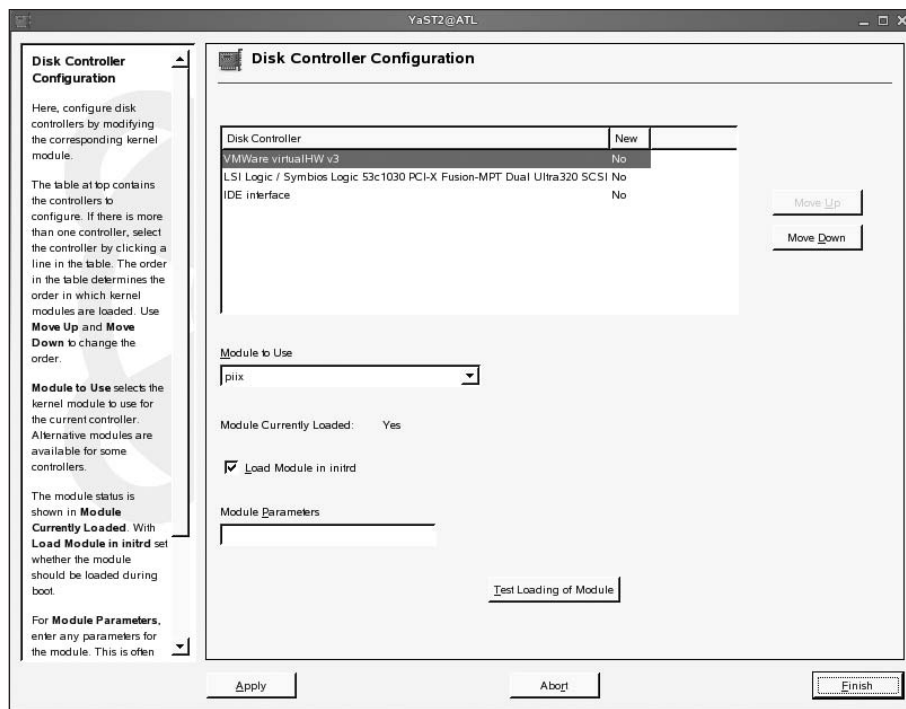 YaST2@ATL
Disk Controller
Configuration
Here, configure disk
controllers by modifying
the corresponding kernel
module.
The table at top contains
the controllers to
configure. If there is more
than one controller, select
the controller by clicking a
line in the table. The order
in the table determines the
order in which kernel
modules are loaded. Use
Move Up and Move
Down to change the
order.
Module to Use selects the
kernel module to use for
the current controller.
Alternative modules are
available for some
controllers.
The module status is
shown in Module
Currently Loaded. With
Load Module in initrd set
whether the module
should be loaded during
boot.
For Module Parameters,
enter any parameters for
the module. This is often
Disk Controller Configuration
Disk Controller New
VMWare virtualHW v3 No
LSI Logic / Symbios Logic 53c1030 PCI-X Fusion-MPT Dual Ultra320 SCSI No
IDE interface No
Move Up
Move Down
Module to Use
piix
Module Currently Loaded: Yes
Load Module in initrd
Module Parameters
Test Loading of Module
Apply
Abort
Finish